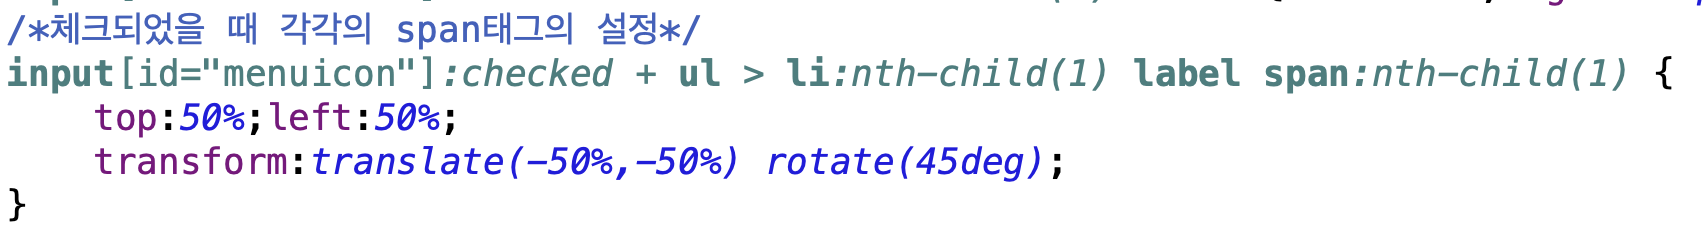 /*체크되었을 때 각각의 span태그의 설정*/
input[id="menuicon"]:checked + ul > li:nth-child(1) label span:nth-child(1) {
    top:50%;left:50%;
    transform:translate(-50%,-50%) rotate(45deg);
}